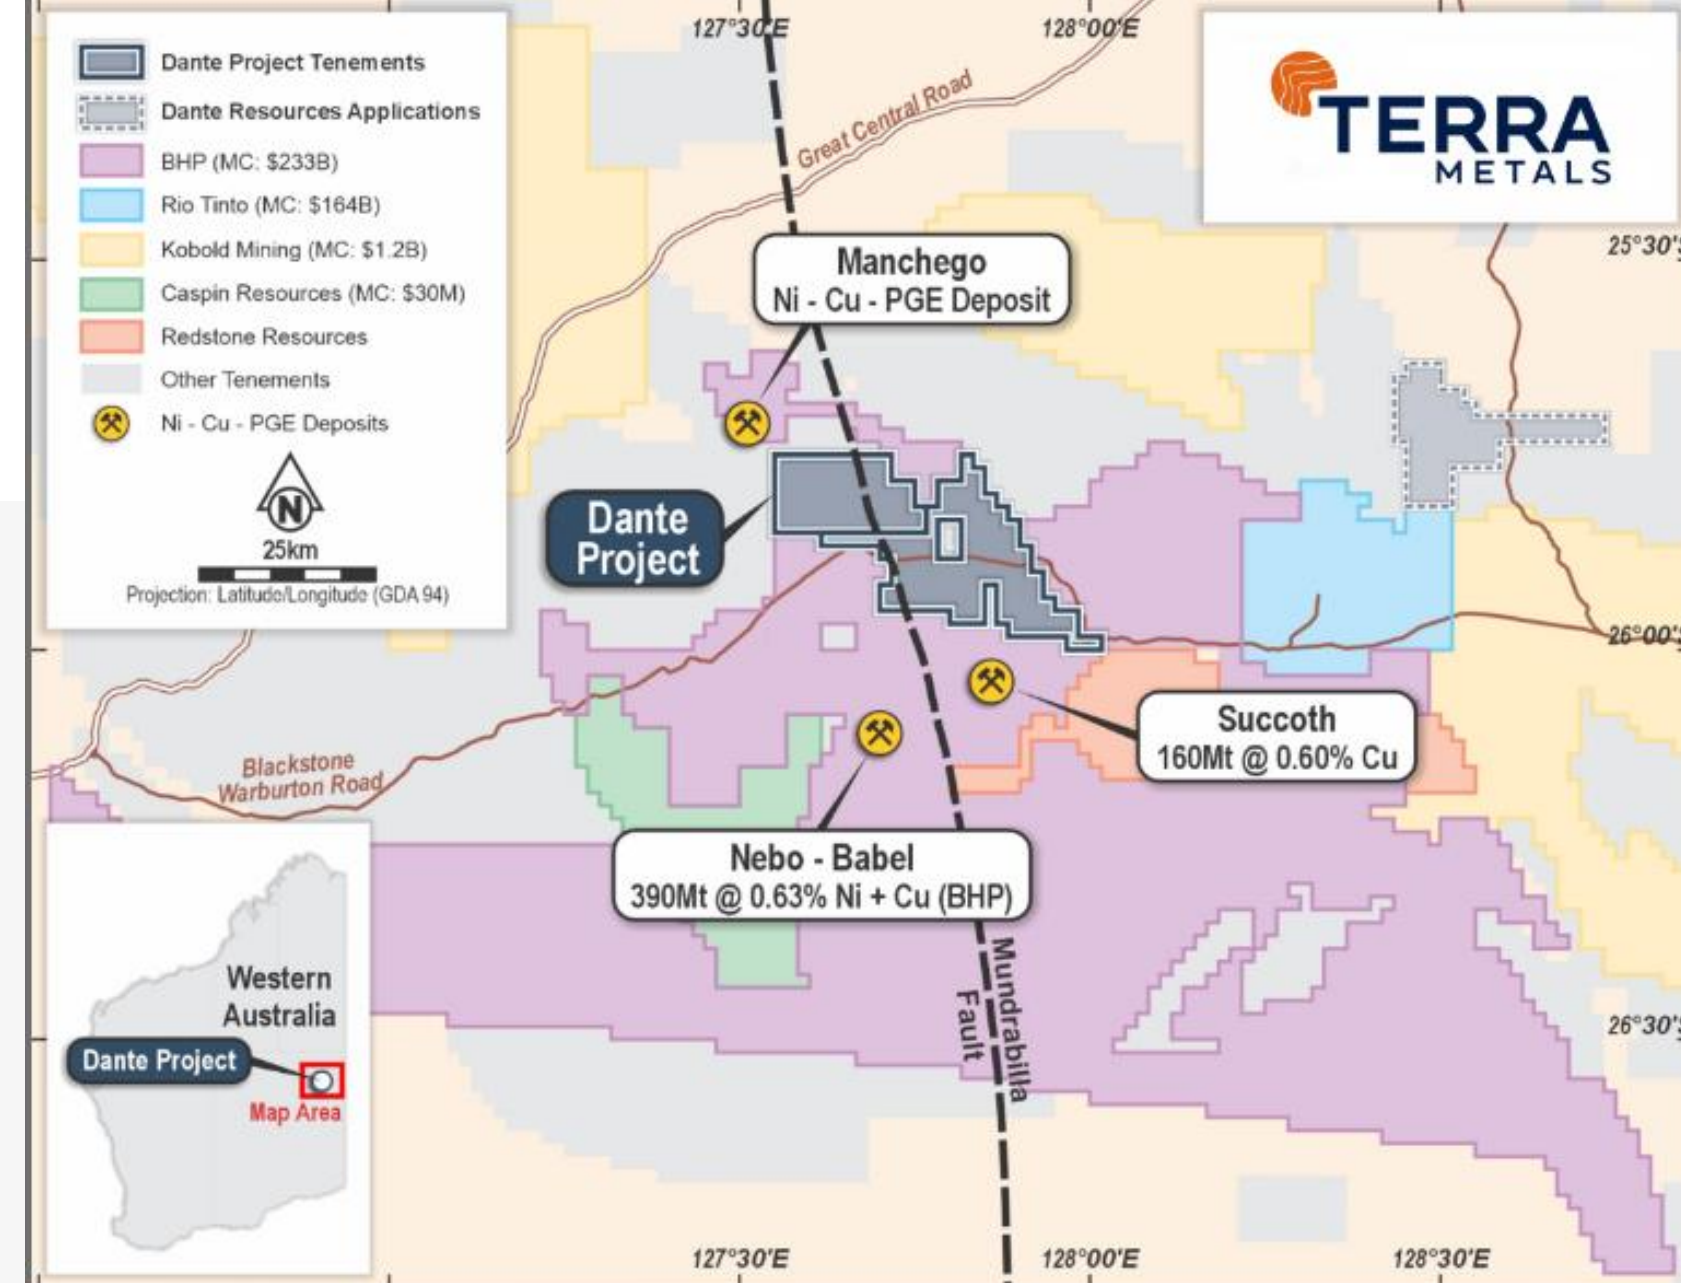 127°30'E
128°00'E
Dante Project Tenements
Dante Resources Applications
BHP (MC: $233B)
Rio Tinto (MC: $164B)
Kobold Mining (MC: $1.2B)
Caspin Resources (MC: $30M)
Redstone Resources
Other Tenements
Ni - Cu - PGE Deposits
N
25km
Projection: Latitude/Longitude (GDA 94)
Great Central Road
TERRA
METALS
25°30'S
Manchego
Ni - Cu - PGE Deposit
Dante
Project
26°00'S
Succoth
160Mt @ 0.60% Cu
Blackstone
Warburton Road
Nebo - Babel
390Mt @ 0.63% Ni + Cu (BHP)
Mundrabilla
Fault
Western
Australia
Dante Project
Map Area
26°30'S
127°30'E
128°00'E
128°30'E